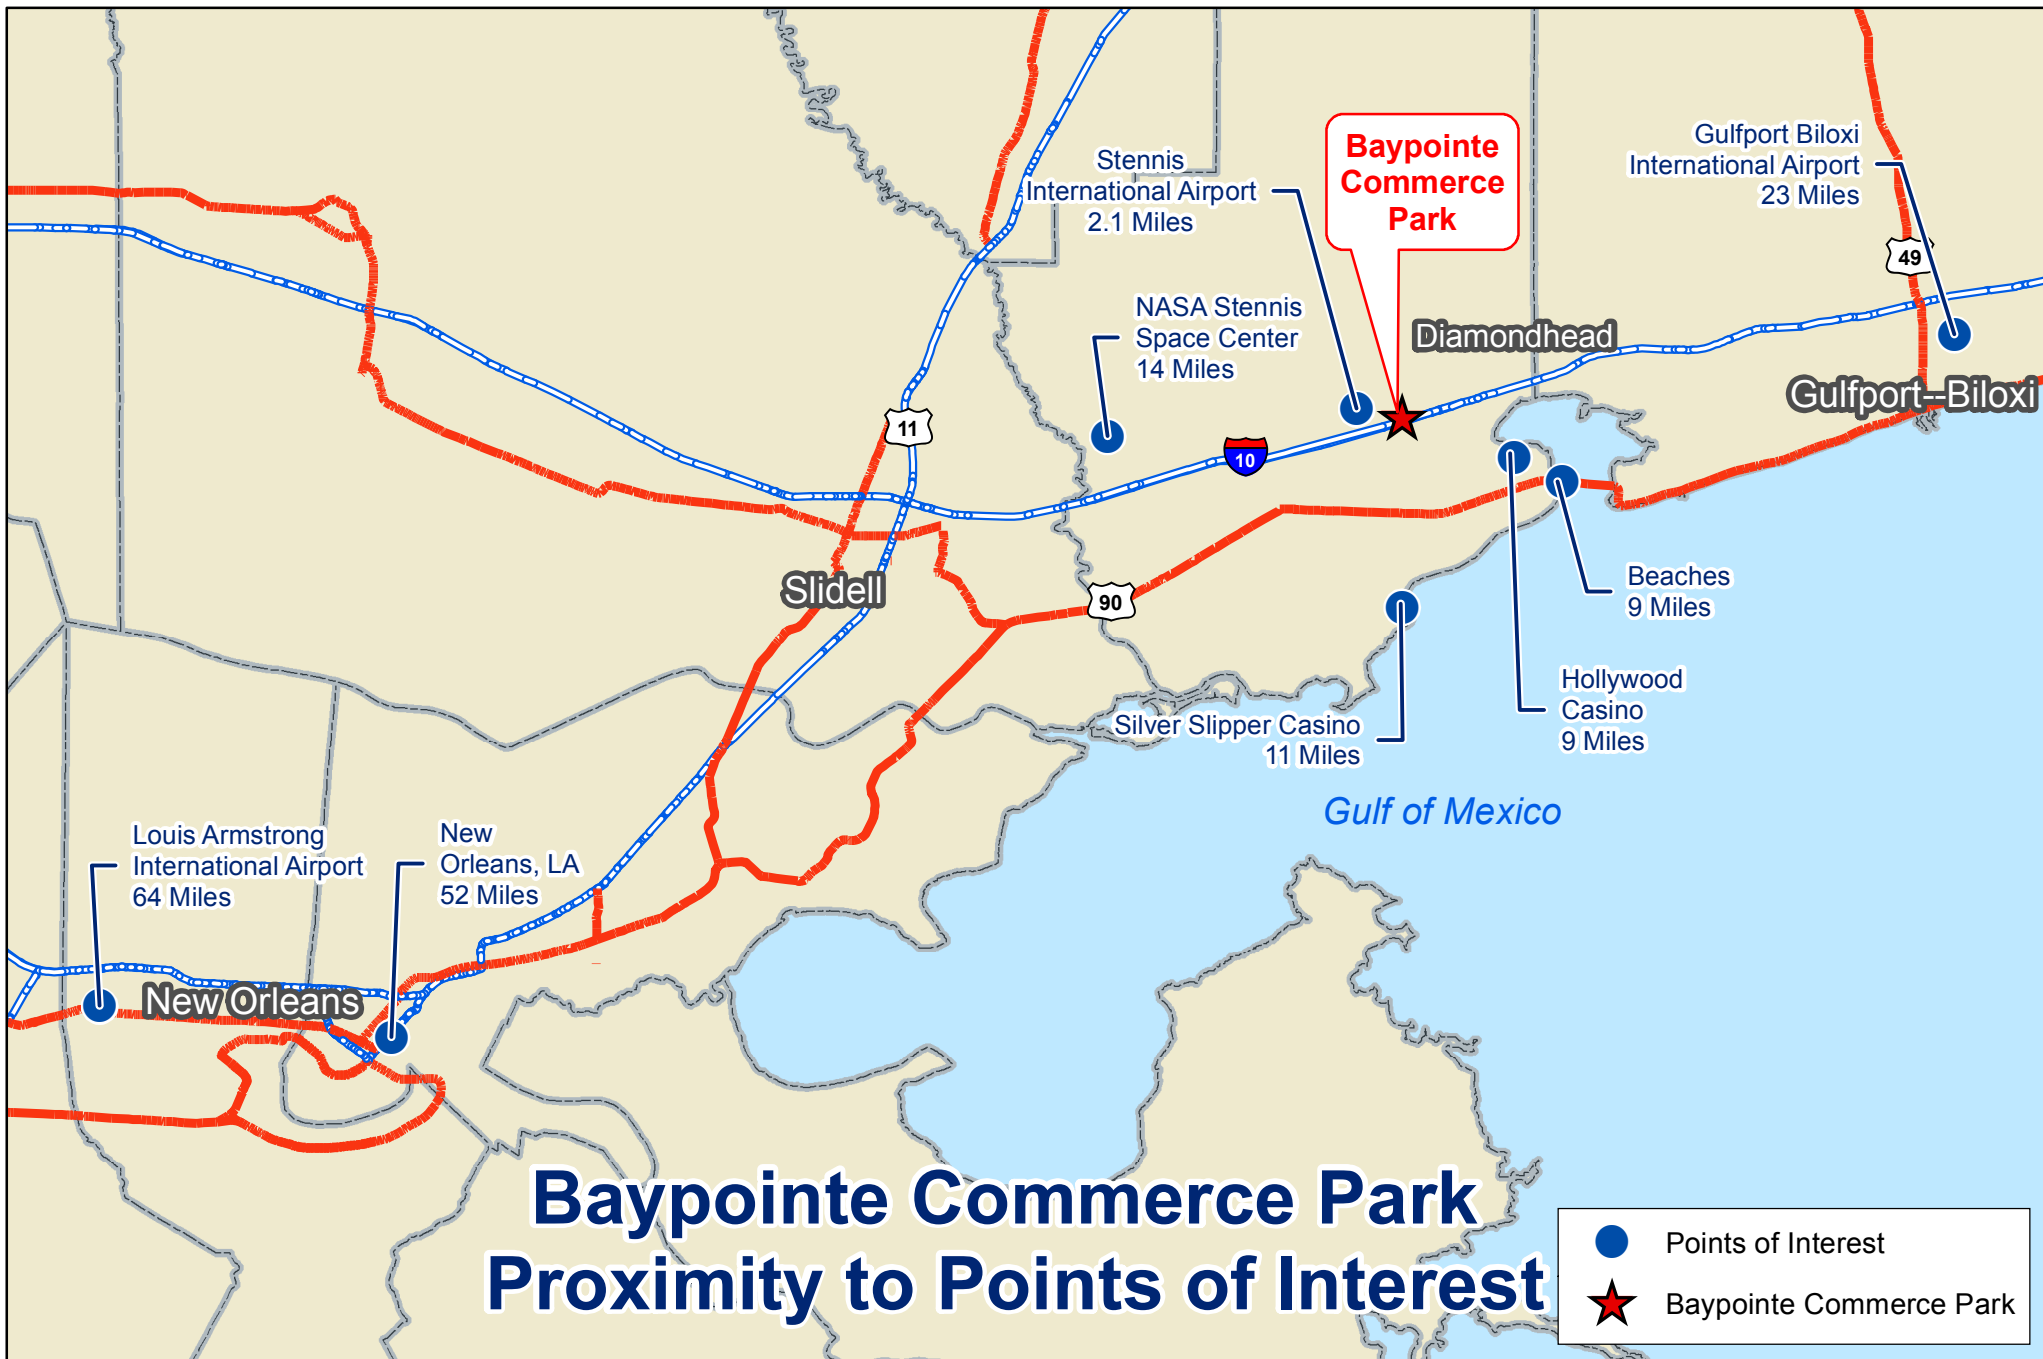 Stennis
International Airport
2.1 Miles
Baypointe
Commerce
Park
Gulfport Biloxi
International Airport
23 Miles
49
NASA Stennis
Space Center
14 Miles
Diamondhead
Gulfport--Biloxi
11
10
Slidell
90
Beaches
9 Miles
Hollywood
Casino
9 Miles
Silver Slipper Casino
11 Miles
Gulf of Mexico
Louis Armstrong
International Airport
64 Miles
New
Orleans, LA
52 Miles
New Orleans
Baypointe Commerce Park
Proximity to Points of Interest
Points of Interest
Baypointe Commerce Park